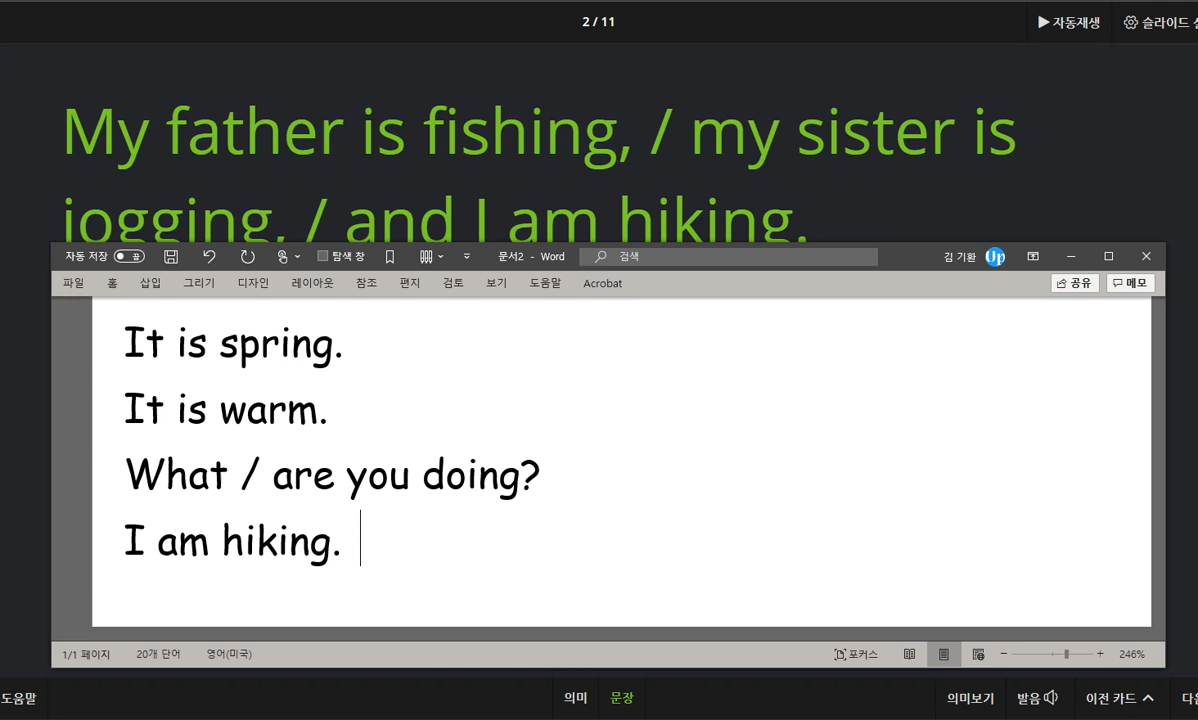 2 / 11
▶ 자동재생
슬라이드
My father is fishing, / my sister is
jogging, / and I am hiking.
자동 저장 끔 탐색 창 문서2 - Word 검색 김 기환 Up
파일 홈 삽입 그리기 디자인 레이아웃 참조 편지 검토 보기 도움말 Acrobat 공유 메모
It is spring.
It is warm.
What / are you doing?
I am hiking.
1/1 페이지 20개 단어 영어(미국) 포커스 - + 246%
도움말 의미 문장 의미보기 발음 이전 카드